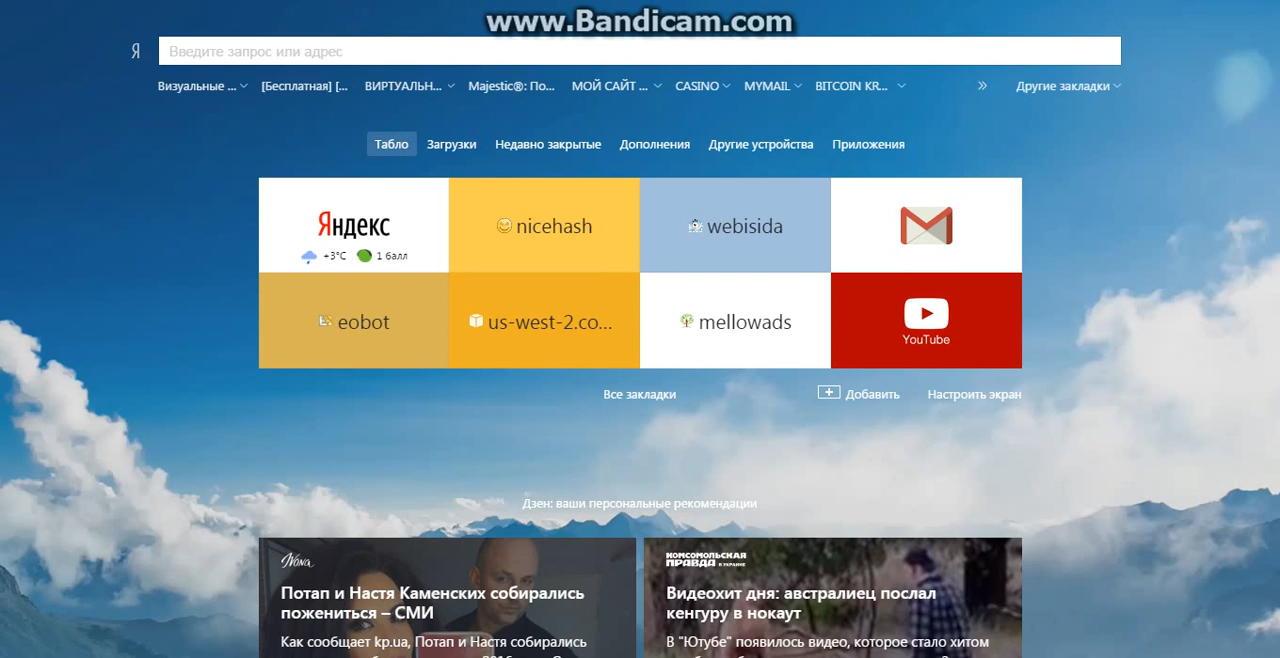 www.Bandicam.com
Я Введите запрос или адрес
Визуальные ... [Бесплатная] [... ВИРТУАЛЬН... Majestic®: По... МОЙ САЙТ ... CASINO MYMAIL BITCOIN KR... » Другие закладки
Табло Загрузки Недавно закрытые Дополнения Другие устройства Приложения
Яндекс nicehash webisida
+3°C 1 балл
eobot us-west-2.co... mellowads YouTube
Все закладки Добавить Настроить экран
Дзен: ваши персональные рекомендации
Wona
Потап и Настя Каменских собирались
пожениться – СМИ
Как сообщает kp.ua, Потап и Настя собирались
КОМСОМОЛЬСКАЯ
ПРАВДА В УКРАИНЕ
Видеохит дня: австралиец послал
кенгуру в нокаут
В "Ютубе" появилось видео, которое стало хитом